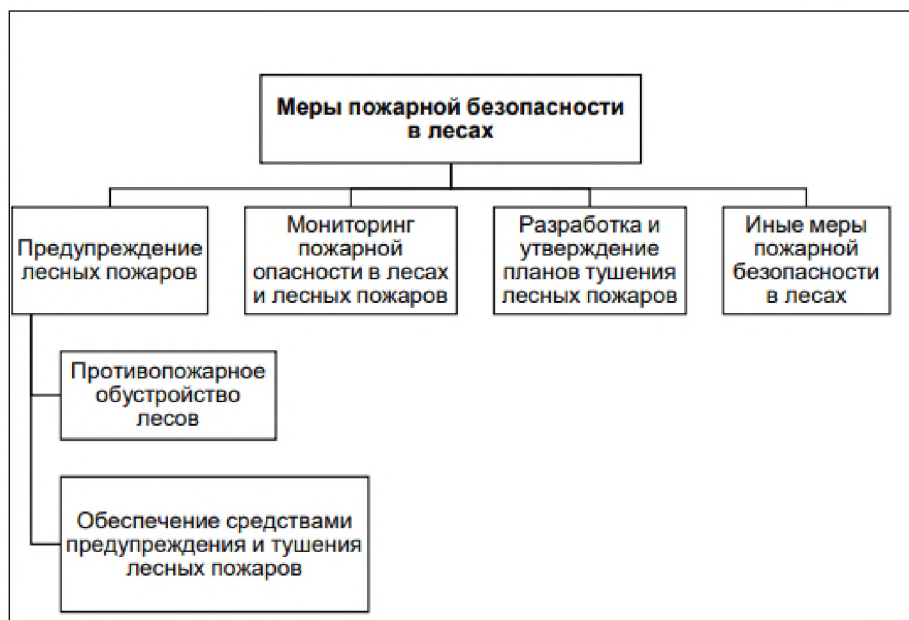 Меры пожарной безопасности
в лесах
Предупреждение
лесных пожаров
Мониторинг
пожарной
опасности в лесах
и лесных пожаров
Разработка и
утверждение
планов тушения
лесных пожаров
Иные меры
пожарной
безопасности
в лесах
Противопожарное
обустройство
лесов
Обеспечение средствами
предупреждения и тушения
лесных пожаров